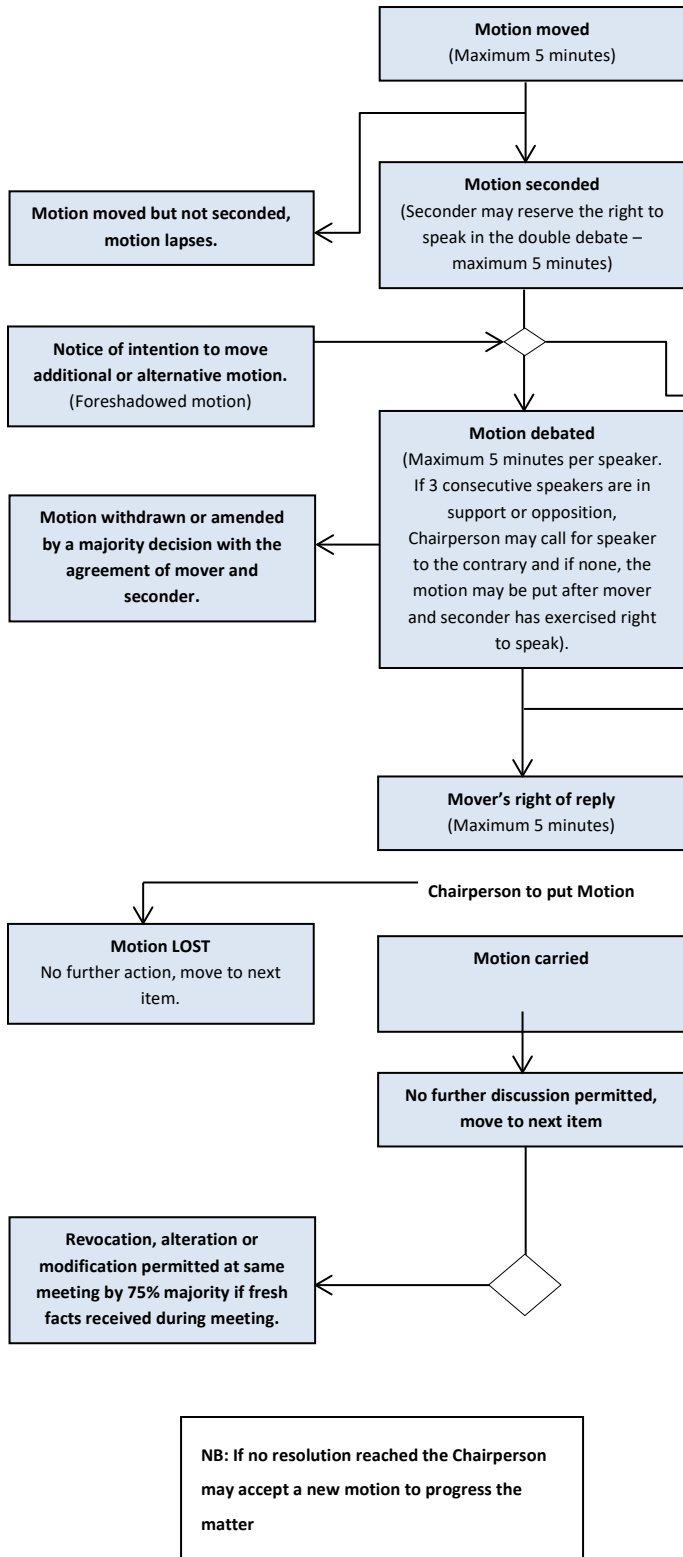 Motion moved
(Maximum 5 minutes)
Motion seconded
(Seconder may reserve the right to
speak in the double debate –
maximum 5 minutes)
Motion moved but not seconded,
motion lapses.
Notice of intention to move
additional or alternative motion.
(Foreshadowed motion)
Motion debated
(Maximum 5 minutes per speaker.
If 3 consecutive speakers are in
support or opposition,
Chairperson may call for speaker
to the contrary and if none, the
motion may be put after mover
and seconder has exercised right
to speak).
Motion withdrawn or amended
by a majority decision with the
agreement of mover and
seconder.
Mover’s right of reply
(Maximum 5 minutes)
Chairperson to put Motion
Motion LOST
No further action, move to next
item.
Motion carried
No further discussion permitted,
move to next item
Revocation, alteration or
modification permitted at same
meeting by 75% majority if fresh
facts received during meeting.
NB: If no resolution reached the Chairperson
may accept a new motion to progress the
matter